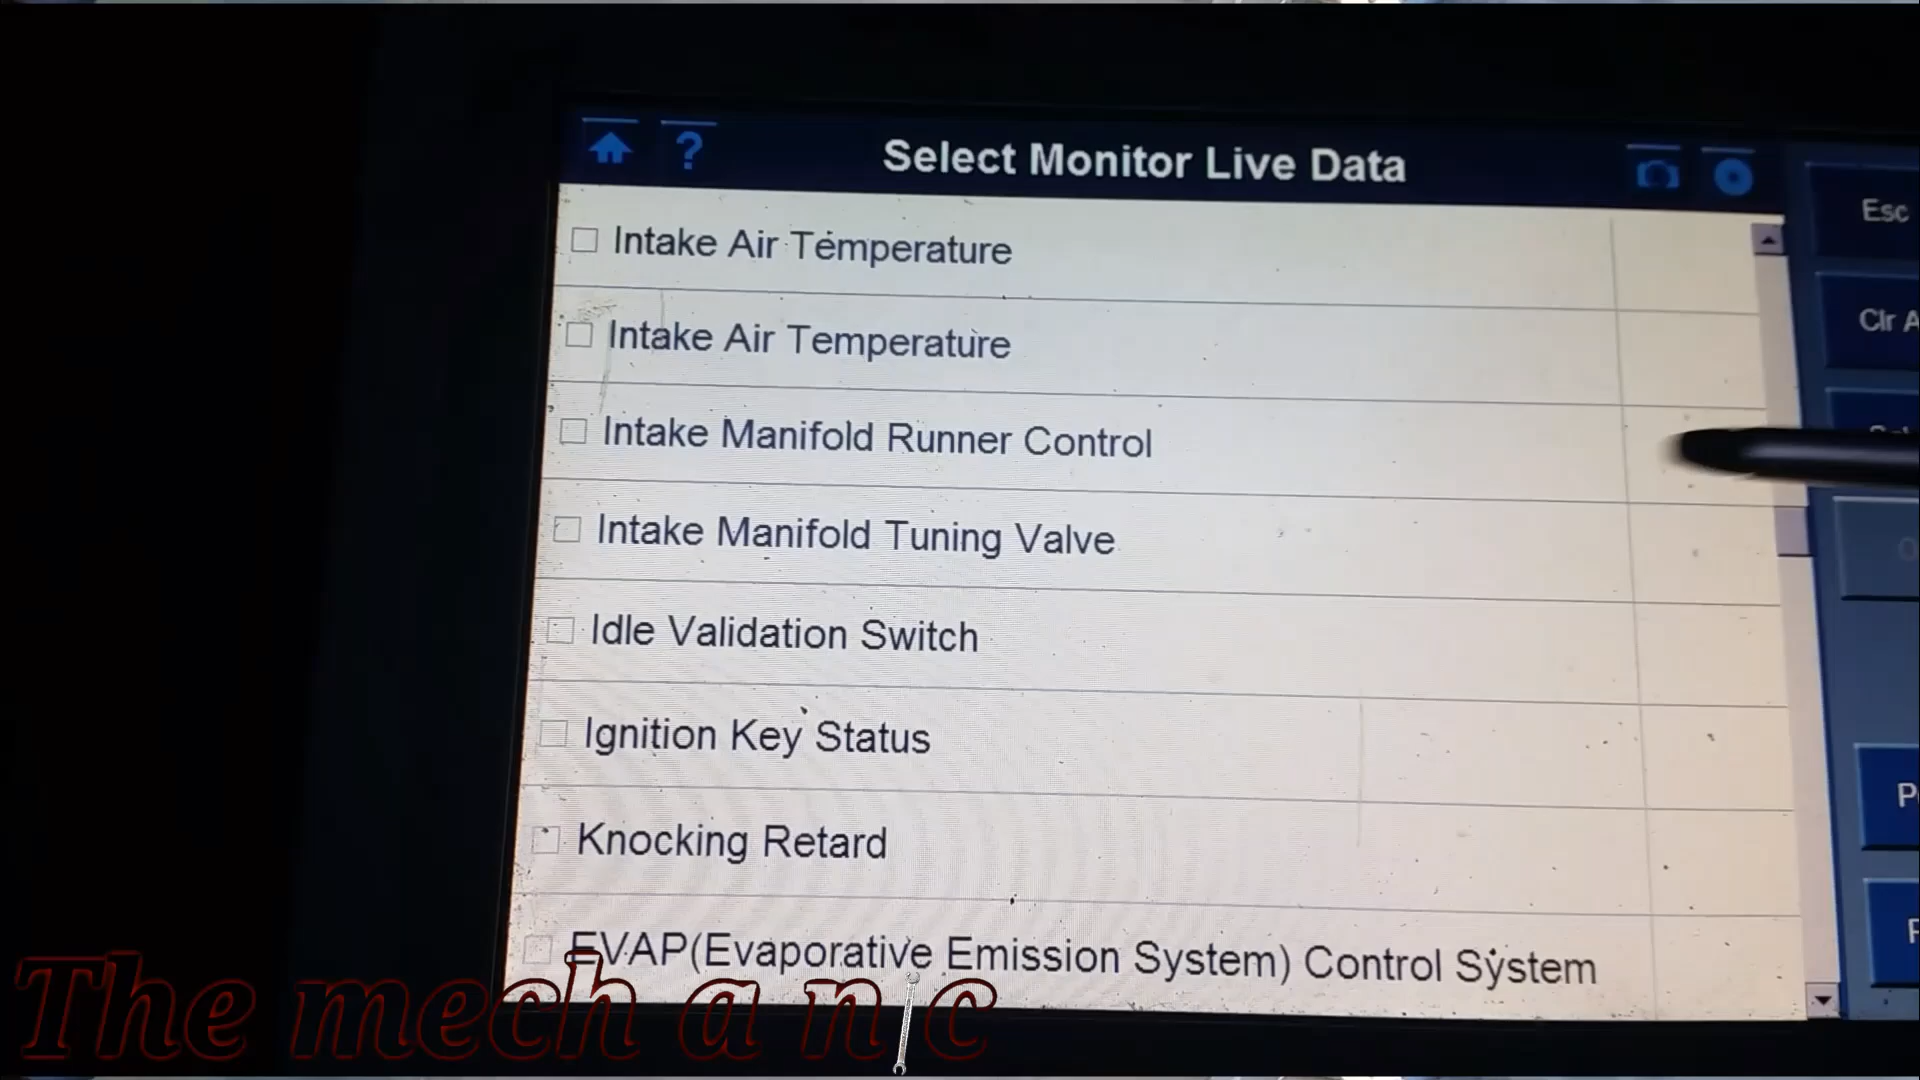 ?
Select Monitor Live Data
Esc
Intake Air Temperature
Clr A
Intake Air Temperature
Intake Manifold Runner Control
Intake Manifold Tuning Valve
Idle Validation Switch
Ignition Key Status
Knocking Retard
EVAP(Evaporative Emission System) Control System
The mechanic